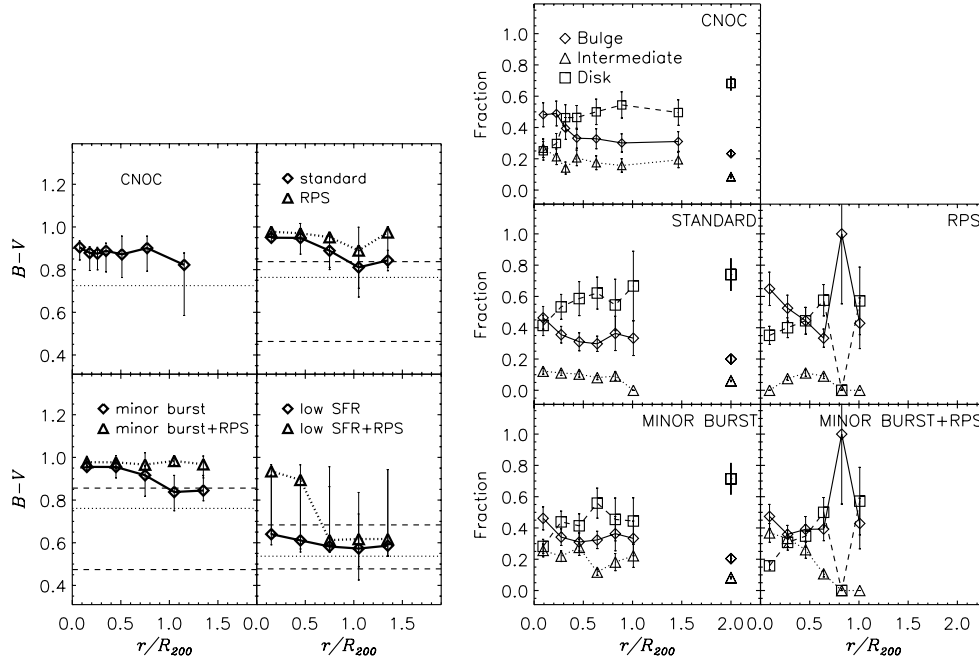 CNOC
Bulge
Intermediate
Disk
Fraction
1.0
0.8
0.6
0.4
0.2
0.0
CNOC
standard
RPS
B-V
1.2
1.0
0.8
0.6
0.4
STANDARD
RPS
Fraction
1.0
0.8
0.6
0.4
0.2
0.0
minor burst
minor burst+RPS
low SFR
low SFR+RPS
B-V
1.2
1.0
0.8
0.6
0.4
MINOR BURST
MINOR BURST+RPS
Fraction
1.0
0.8
0.6
0.4
0.2
0.0
0.0 0.5 1.0 1.5 0.0 0.5 1.0 1.5
r/R200 r/R200
0.0 0.5 1.0 1.5 2.0 0.0 0.5 1.0 1.5 2.0
r/R200 r/R200